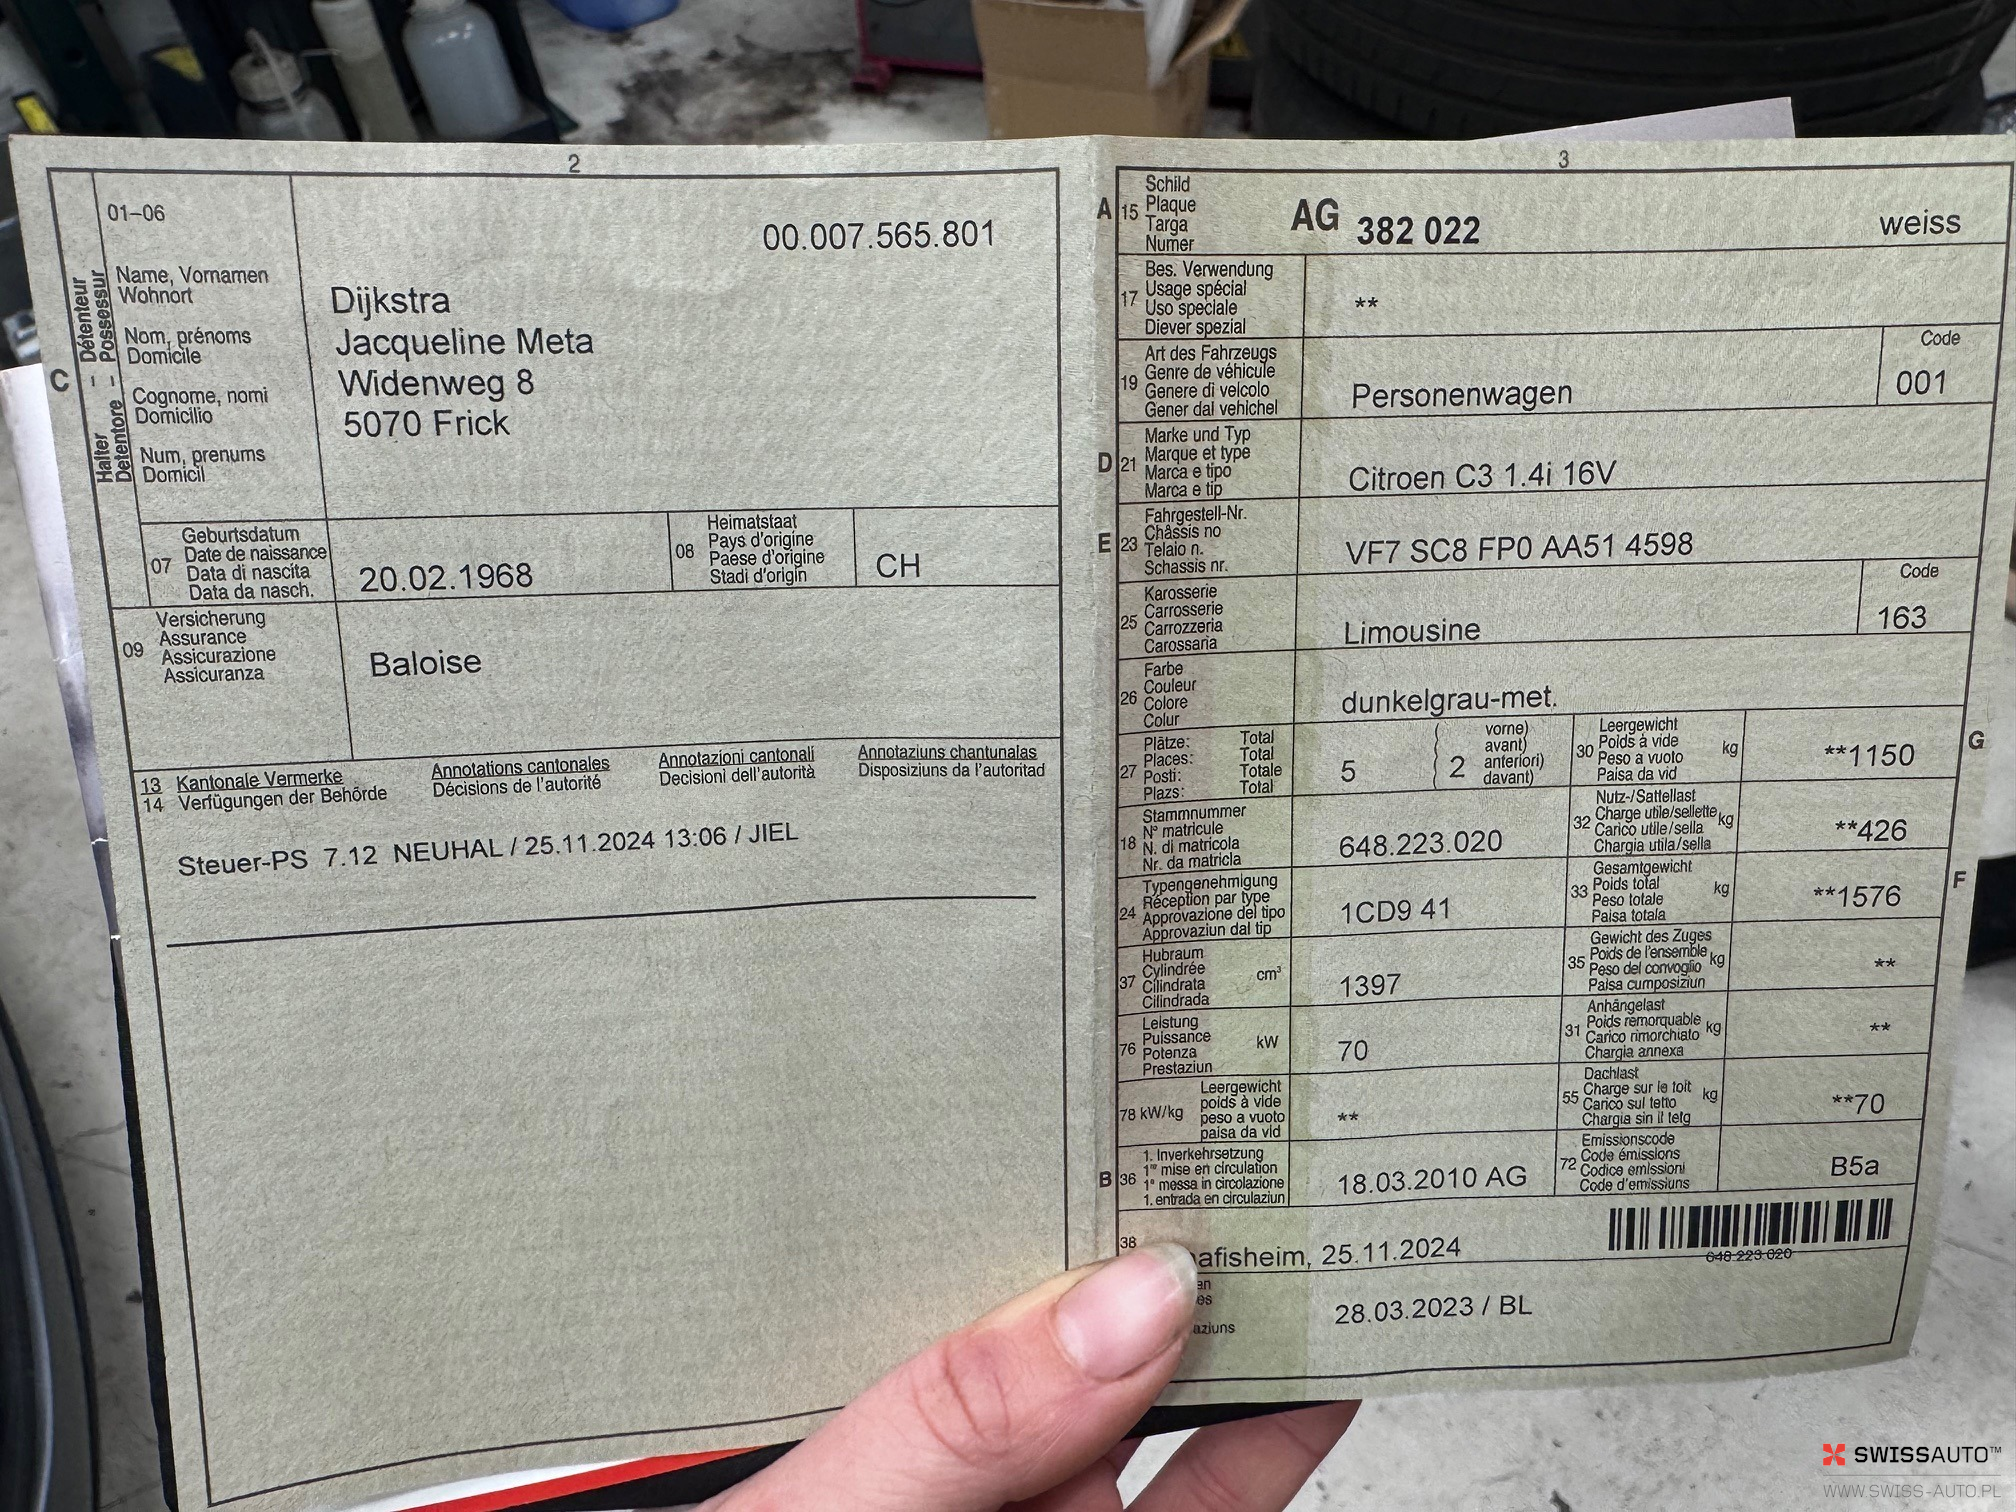 2
01–06
00.007.565.801
Halter – Détenteur
Detentore – Possessur
C
Name, Vornamen
Wohnort
Nom, prénoms
Domicile
Cognome, nomi
Domicilio
Num, prenums
Domicil
Dijkstra
Jacqueline Meta
Widenweg 8
5070 Frick
07
Geburtsdatum
Date de naissance
Data di nascita
Data da nasch.
20.02.1968
08
Heimatstaat
Pays d'origine
Paese d'origine
Stadi d'origin
CH
09
Versicherung
Assurance
Assicurazione
Assicuranza
Baloise
13 Kantonale Vermerke Annotations cantonales Annotazioni cantonali Annotaziuns chantunalas
14 Verfügungen der Behörde Décisions de l'autorité Decisioni dell'autorità Disposiziuns da l'autoritad
Steuer-PS 7.12 NEUHAL / 25.11.2024 13:06 / JIEL
3
A 15
Schild
Plaque
Targa
Numer
AG 382 022 weiss
17
Bes. Verwendung
Usage spécial
Uso speciale
Diever spezial
**
19
Art des Fahrzeugs
Genre de véhicule
Genere di veicolo
Gener dal vehichel
Personenwagen
Code
001
D 21
Marke und Typ
Marque et type
Marca e tipo
Marca e tip
Citroen C3 1.4i 16V
E 23
Fahrgestell-Nr.
Châssis no
Telaio n.
Schassis nr.
VF7 SC8 FP0 AA51 4598
25
Karosserie
Carrosserie
Carrozzeria
Carossaria
Limousine
Code
163
26
Farbe
Couleur
Colore
Colur
dunkelgrau-met.
27
Plätze: Total
Places: Total
Posti: Totale
Plazs: Total
5
( 2
vorne)
avant)
anteriori)
davant)
30
Leergewicht
Poids à vide
Peso a vuoto
Paisa da vid
kg
**1150
G
18
Stammnummer
N° matricule
N. di matricola
Nr. da matricla
648.223.020
32
Nutz-/Sattellast
Charge utile/sellette
Carico utile/sella
Chargia utila/sella
kg
**426
24
Typengenehmigung
Réception par type
Approvazione del tipo
Approvaziun dal tip
1CD9 41
33
Gesamtgewicht
Poids total
Peso totale
Paisa totala
kg
**1576
F
37
Hubraum
Cylindrée
Cilindrata
Cilindrada
cm³
1397
35
Gewicht des Zuges
Poids de l'ensemble
Peso del convoglio
Paisa cumposiziun
kg
**
76
Leistung
Puissance
Potenza
Prestaziun
kW
70
31
Anhängelast
Poids remorquable
Carico rimorchiato
Chargia annexa
kg
**
78 kW/kg
Leergewicht
poids à vide
peso a vuoto
paisa da vid
**
55
Dachlast
Charge sur le toit
Carico sul tetto
Chargia sin il tetg
kg
**70
B 36
1. Inverkehrsetzung
1re mise en circulation
1a messa in circolazione
1. entrada en circulaziun
18.03.2010 AG
72
Emissionscode
Code émissions
Codice emissioni
Code d'emissiuns
B5a
38
afisheim, 25.11.2024
648.223.020
en
es
aziuns
28.03.2023 / BL
SWISSAUTO™
WWW.SWISS-AUTO.PL